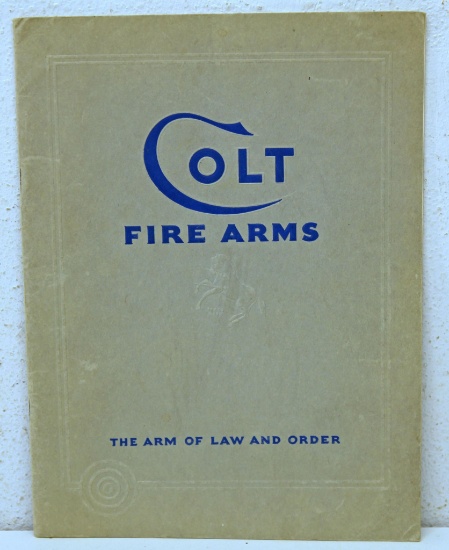 COLT
FIRE ARMS
THE ARM OF LAW AND ORDER